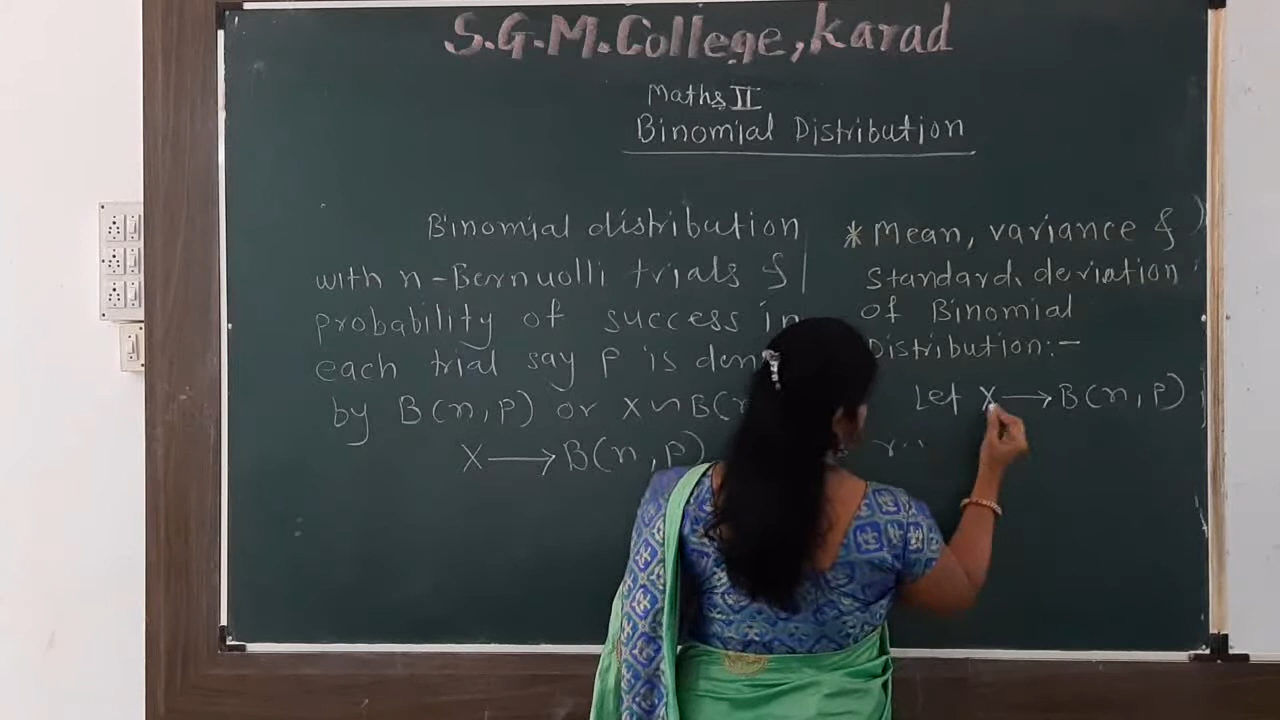 S.G.M. College, Karad
Maths II
Binomial Distribution
Binomial distribution
with n-Bernuolli trials &
probability of success in
each trial say P is
by B(n, p) or X ~ B(
X → B(n, p)
* Mean, variance &
standard deviation
of Binomial
Distribution:-
Let X → B(n, p)